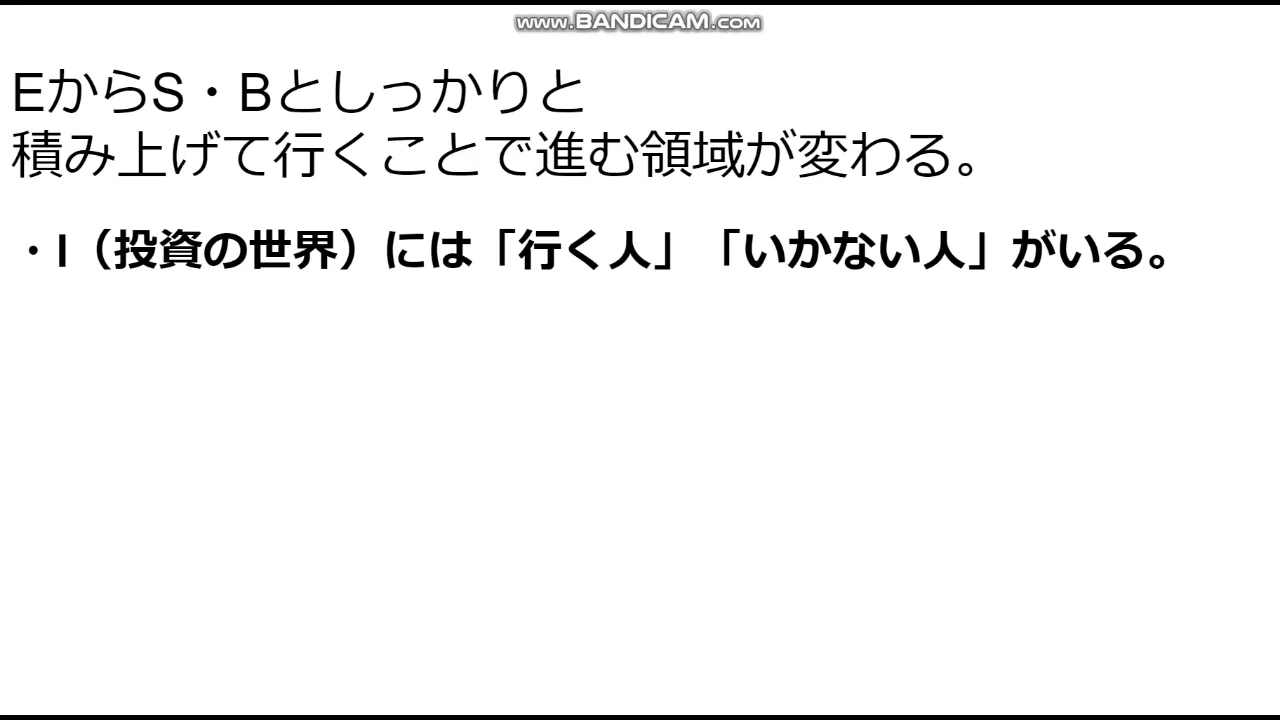 www.BANDICAM.com
EからS・Bとしっかりと
積み上げて行くことで進む領域が変わる。
・I（投資の世界）には「行く人」「いかない人」がいる。